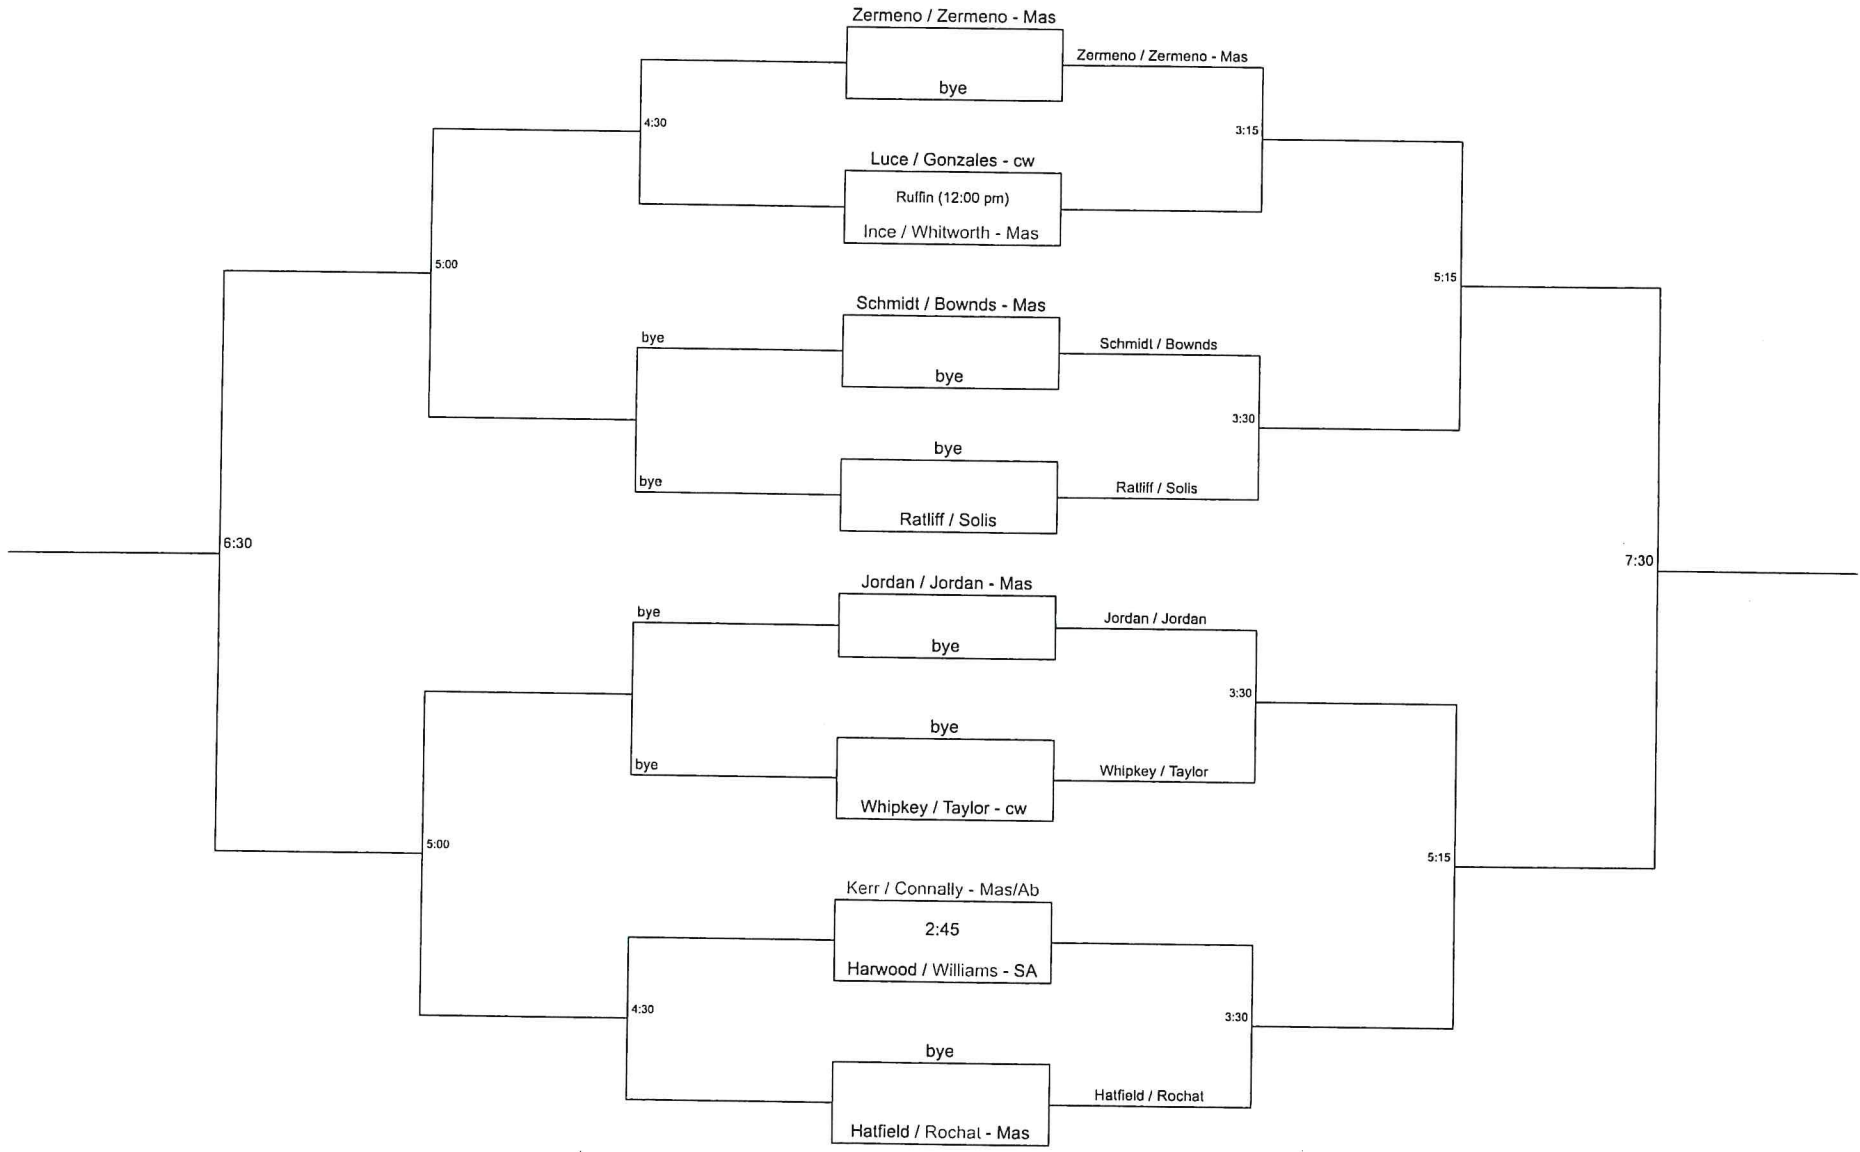 Zermeno / Zermeno - Mas
Zermeno / Zermeno - Mas
bye
4:30
3:15
Luce / Gonzales - cw
Ruffin (12:00 pm)
Ince / Whitworth - Mas
5:00
5:15
Schmidt / Bownds - Mas
bye
Schmidt / Bownds
bye
3:30
bye
bye
Ratliff / Solis
Ratliff / Solis
6:30
7:30
Jordan / Jordan - Mas
bye
Jordan / Jordan
bye
3:30
bye
bye
Whipkey / Taylor
Whipkey / Taylor - cw
5:00
5:15
Kerr / Connally - Mas/Ab
2:45
Harwood / Williams - SA
4:30
3:30
bye
Hatfield / Rochat
Hatfield / Rochat - Mas